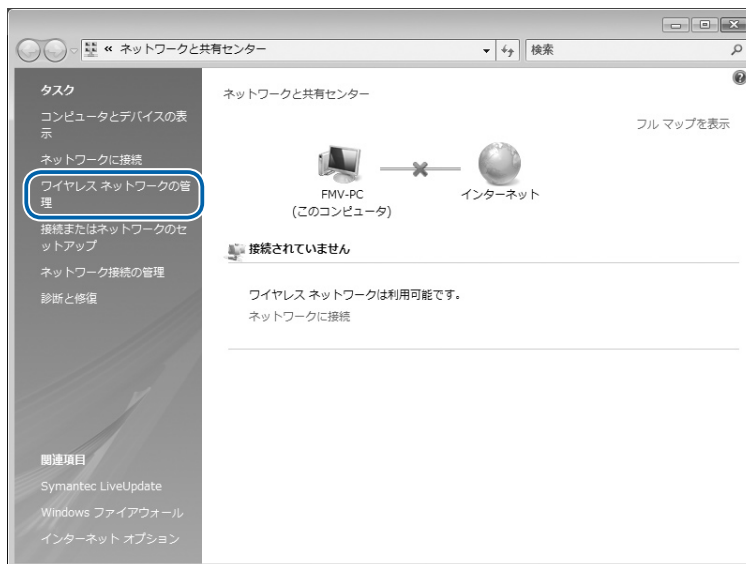 « ネットワークと共有センター
検索
タスク
コンピュータとデバイスの表
示
ネットワークに接続
ワイヤレス ネットワークの管
理
接続またはネットワークのセ
ットアップ
ネットワーク接続の管理
診断と修復
関連項目
Symantec LiveUpdate
Windows ファイアウォール
インターネット オプション
ネットワークと共有センター
フル マップを表示
FMV-PC
(このコンピュータ)
インターネット
接続されていません
ワイヤレス ネットワークは利用可能です。
ネットワークに接続